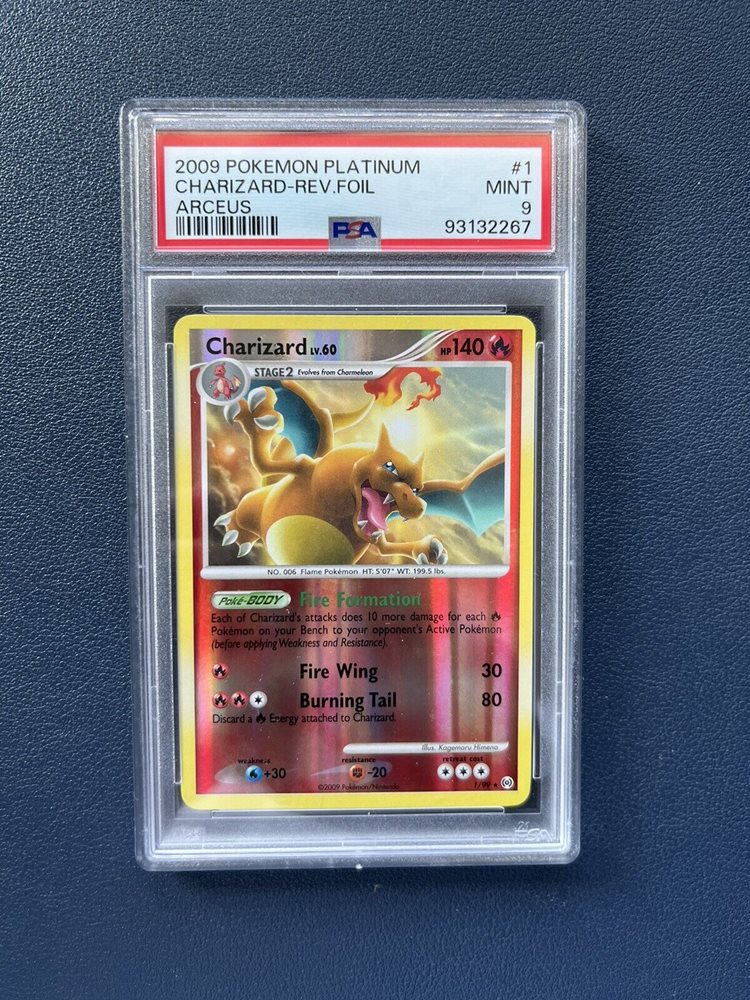 2009 POKEMON PLATINUM #1
CHARIZARD-REV.FOIL MINT
ARCEUS 9
PSA 93132267
Charizard LV.60 HP 140
STAGE2 Evolves from Charmeleon
NO. 006 Flame Pokémon HT: 5'07" WT: 199.5 lbs.
Poké-BODY Fire Formation
Each of Charizard's attacks does 10 more damage for each
Pokémon on your Bench to your opponent's Active Pokémon
(before applying Weakness and Resistance).
Fire Wing 30
Burning Tail 80
Discard a Energy attached to Charizard.
Illus. Kagemaru Himeno
weakness resistance retreat cost
+30 -20
©2009 Pokémon/Nintendo 1/99